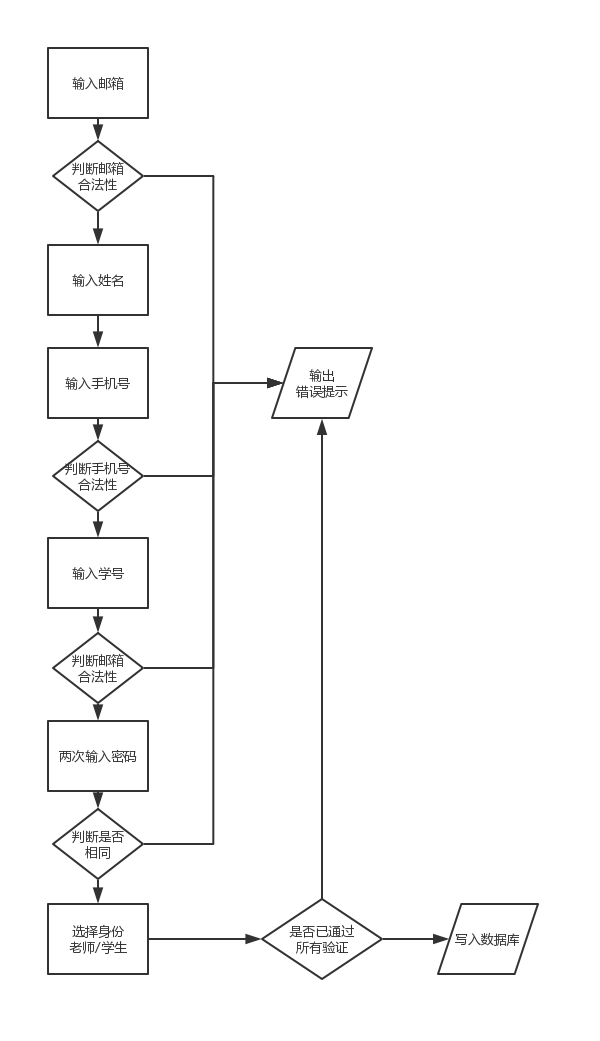 输入邮箱
判断邮箱
合法性
输入姓名
输入手机号
输出
错误提示
判断手机号
合法性
输入学号
判断邮箱
合法性
两次输入密码
判断是否
相同
选择身份
老师/学生
是否已通过
所有验证
写入数据库